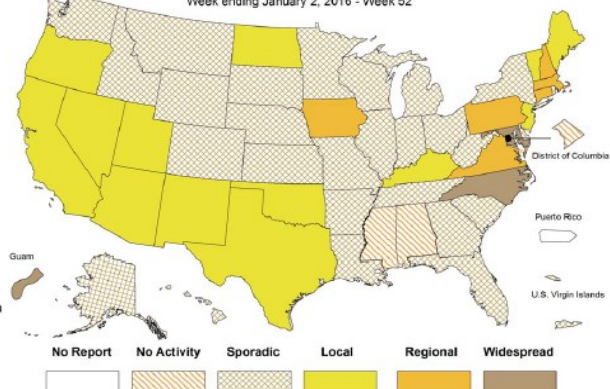 Week ending January 2, 2016 - Week 52
District of Columbia
Puerto Rico
Guam
U.S. Virgin Islands
No Report No Activity Sporadic Local Regional Widespread